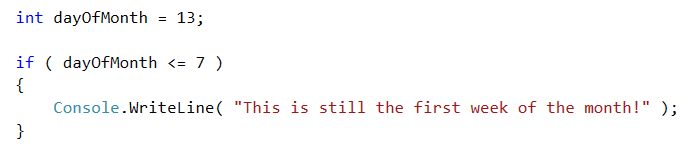 int dayOfMonth = 13;
if ( dayOfMonth <= 7 )
{
    Console.WriteLine( "This is still the first week of the month!" );
}